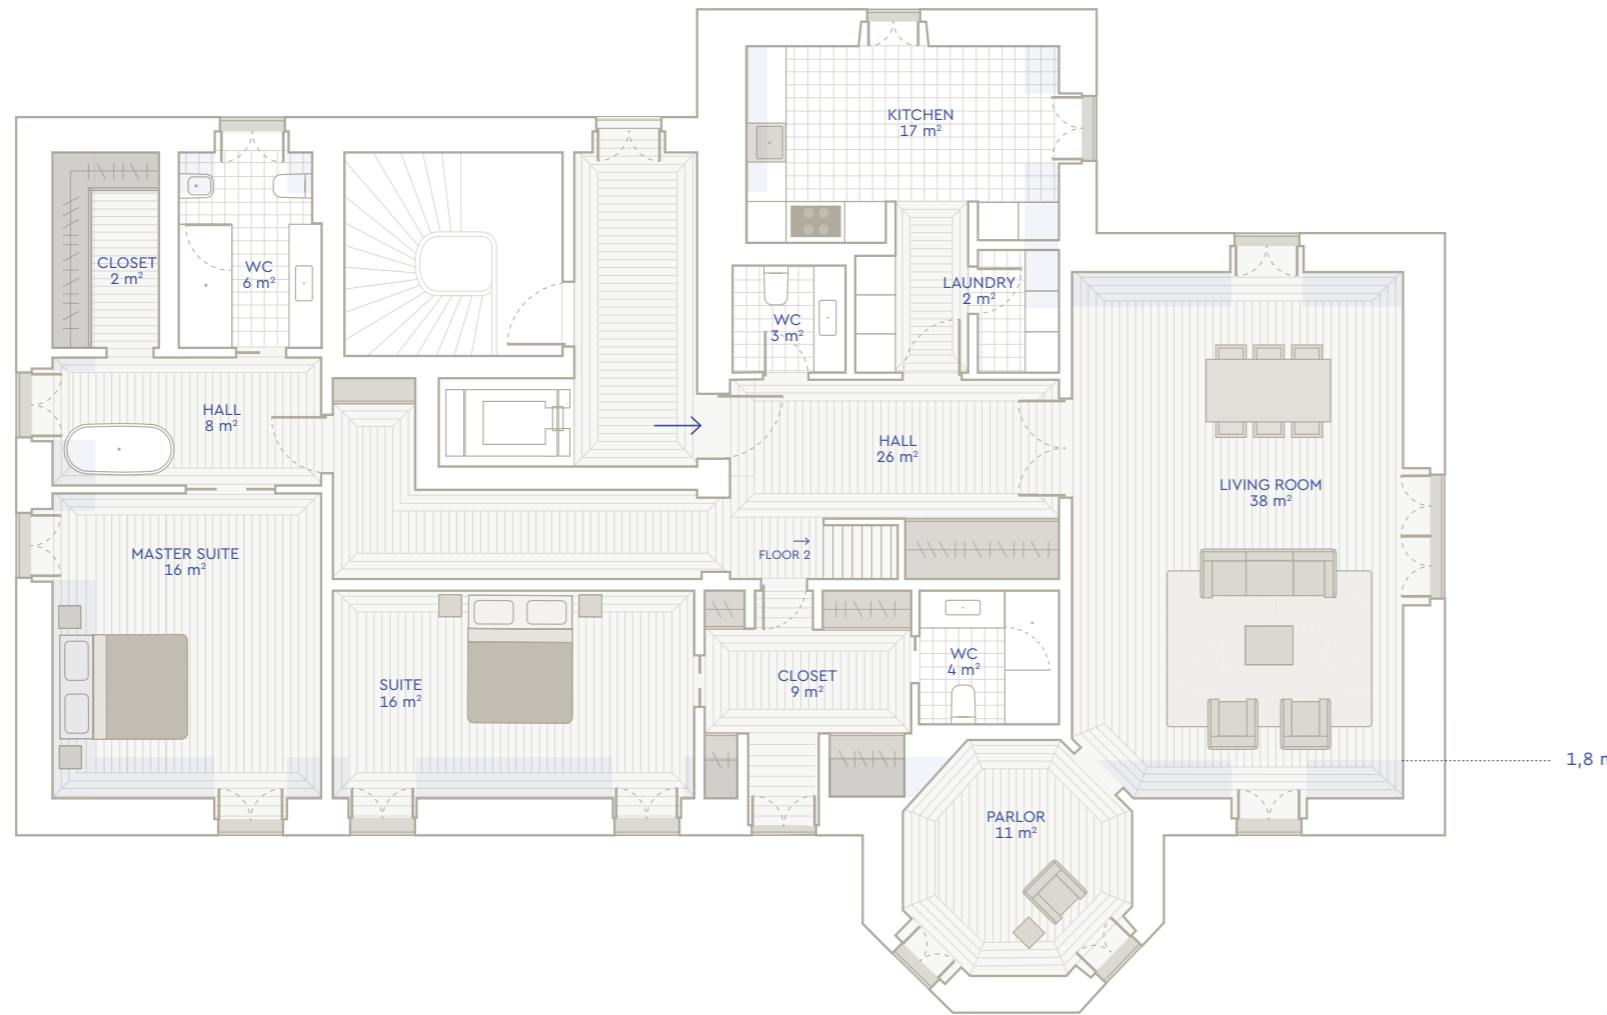 KITCHEN
17 m²
CLOSET
2 m²
WC
6 m²
LAUNDRY
2 m²
WC
3 m²
HALL
8 m²
HALL
26 m²
LIVING ROOM
38 m²
MASTER SUITE
16 m²
FLOOR 2
SUITE
16 m²
CLOSET
9 m²
WC
4 m²
1,8 m
PARLOR
11 m²